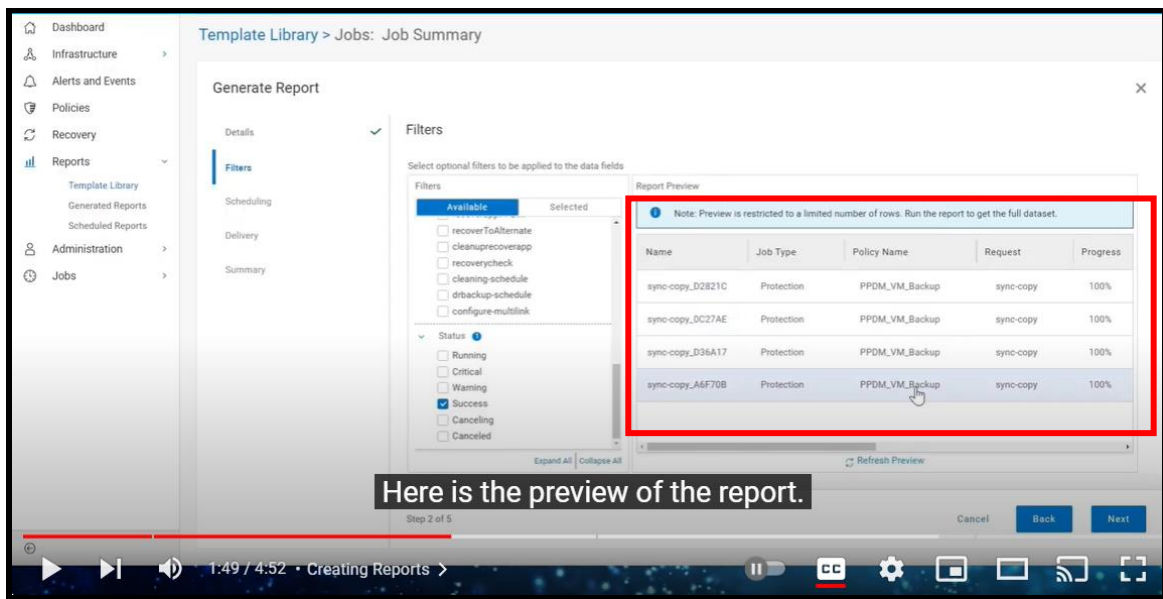 Dashboard
Infrastructure
Alerts and Events
Policies
Recovery
Reports
Template Library
Generated Reports
Scheduled Reports
Administration
Jobs
Template Library > Jobs: Job Summary
Generate Report
Details
Filters
Scheduling
Delivery
Summary
Filters
Select optional filters to be applied to the data fields
Filters
Available Selected
recoverToAlternate
cleanuprecoverapp
recoverycheck
cleaning-schedule
drbackup-schedule
configure-multilink
Status
Running
Critical
Warning
Success
Canceling
Canceled
Expand All Collapse All
Report Preview
Note: Preview is restricted to a limited number of rows. Run the report to get the full dataset.
Name Job Type Policy Name Request Progress
sync-copy_D2821C Protection PPDM_VM_Backup sync-copy 100%
sync-copy_0C27AE Protection PPDM_VM_Backup sync-copy 100%
sync-copy_D36A17 Protection PPDM_VM_Backup sync-copy 100%
sync-copy_A6F70B Protection PPDM_VM_Backup sync-copy 100%
Refresh Preview
Here is the preview of the report.
Step 2 of 5
Cancel Back Next
1:49 / 4:52 • Creating Reports >
CC